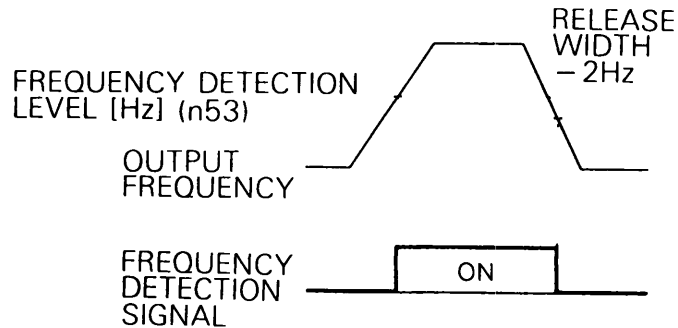 RELEASE
WIDTH
−2Hz
FREQUENCY DETECTION
LEVEL [Hz] (n53)
OUTPUT
FREQUENCY
FREQUENCY
DETECTION
SIGNAL
ON